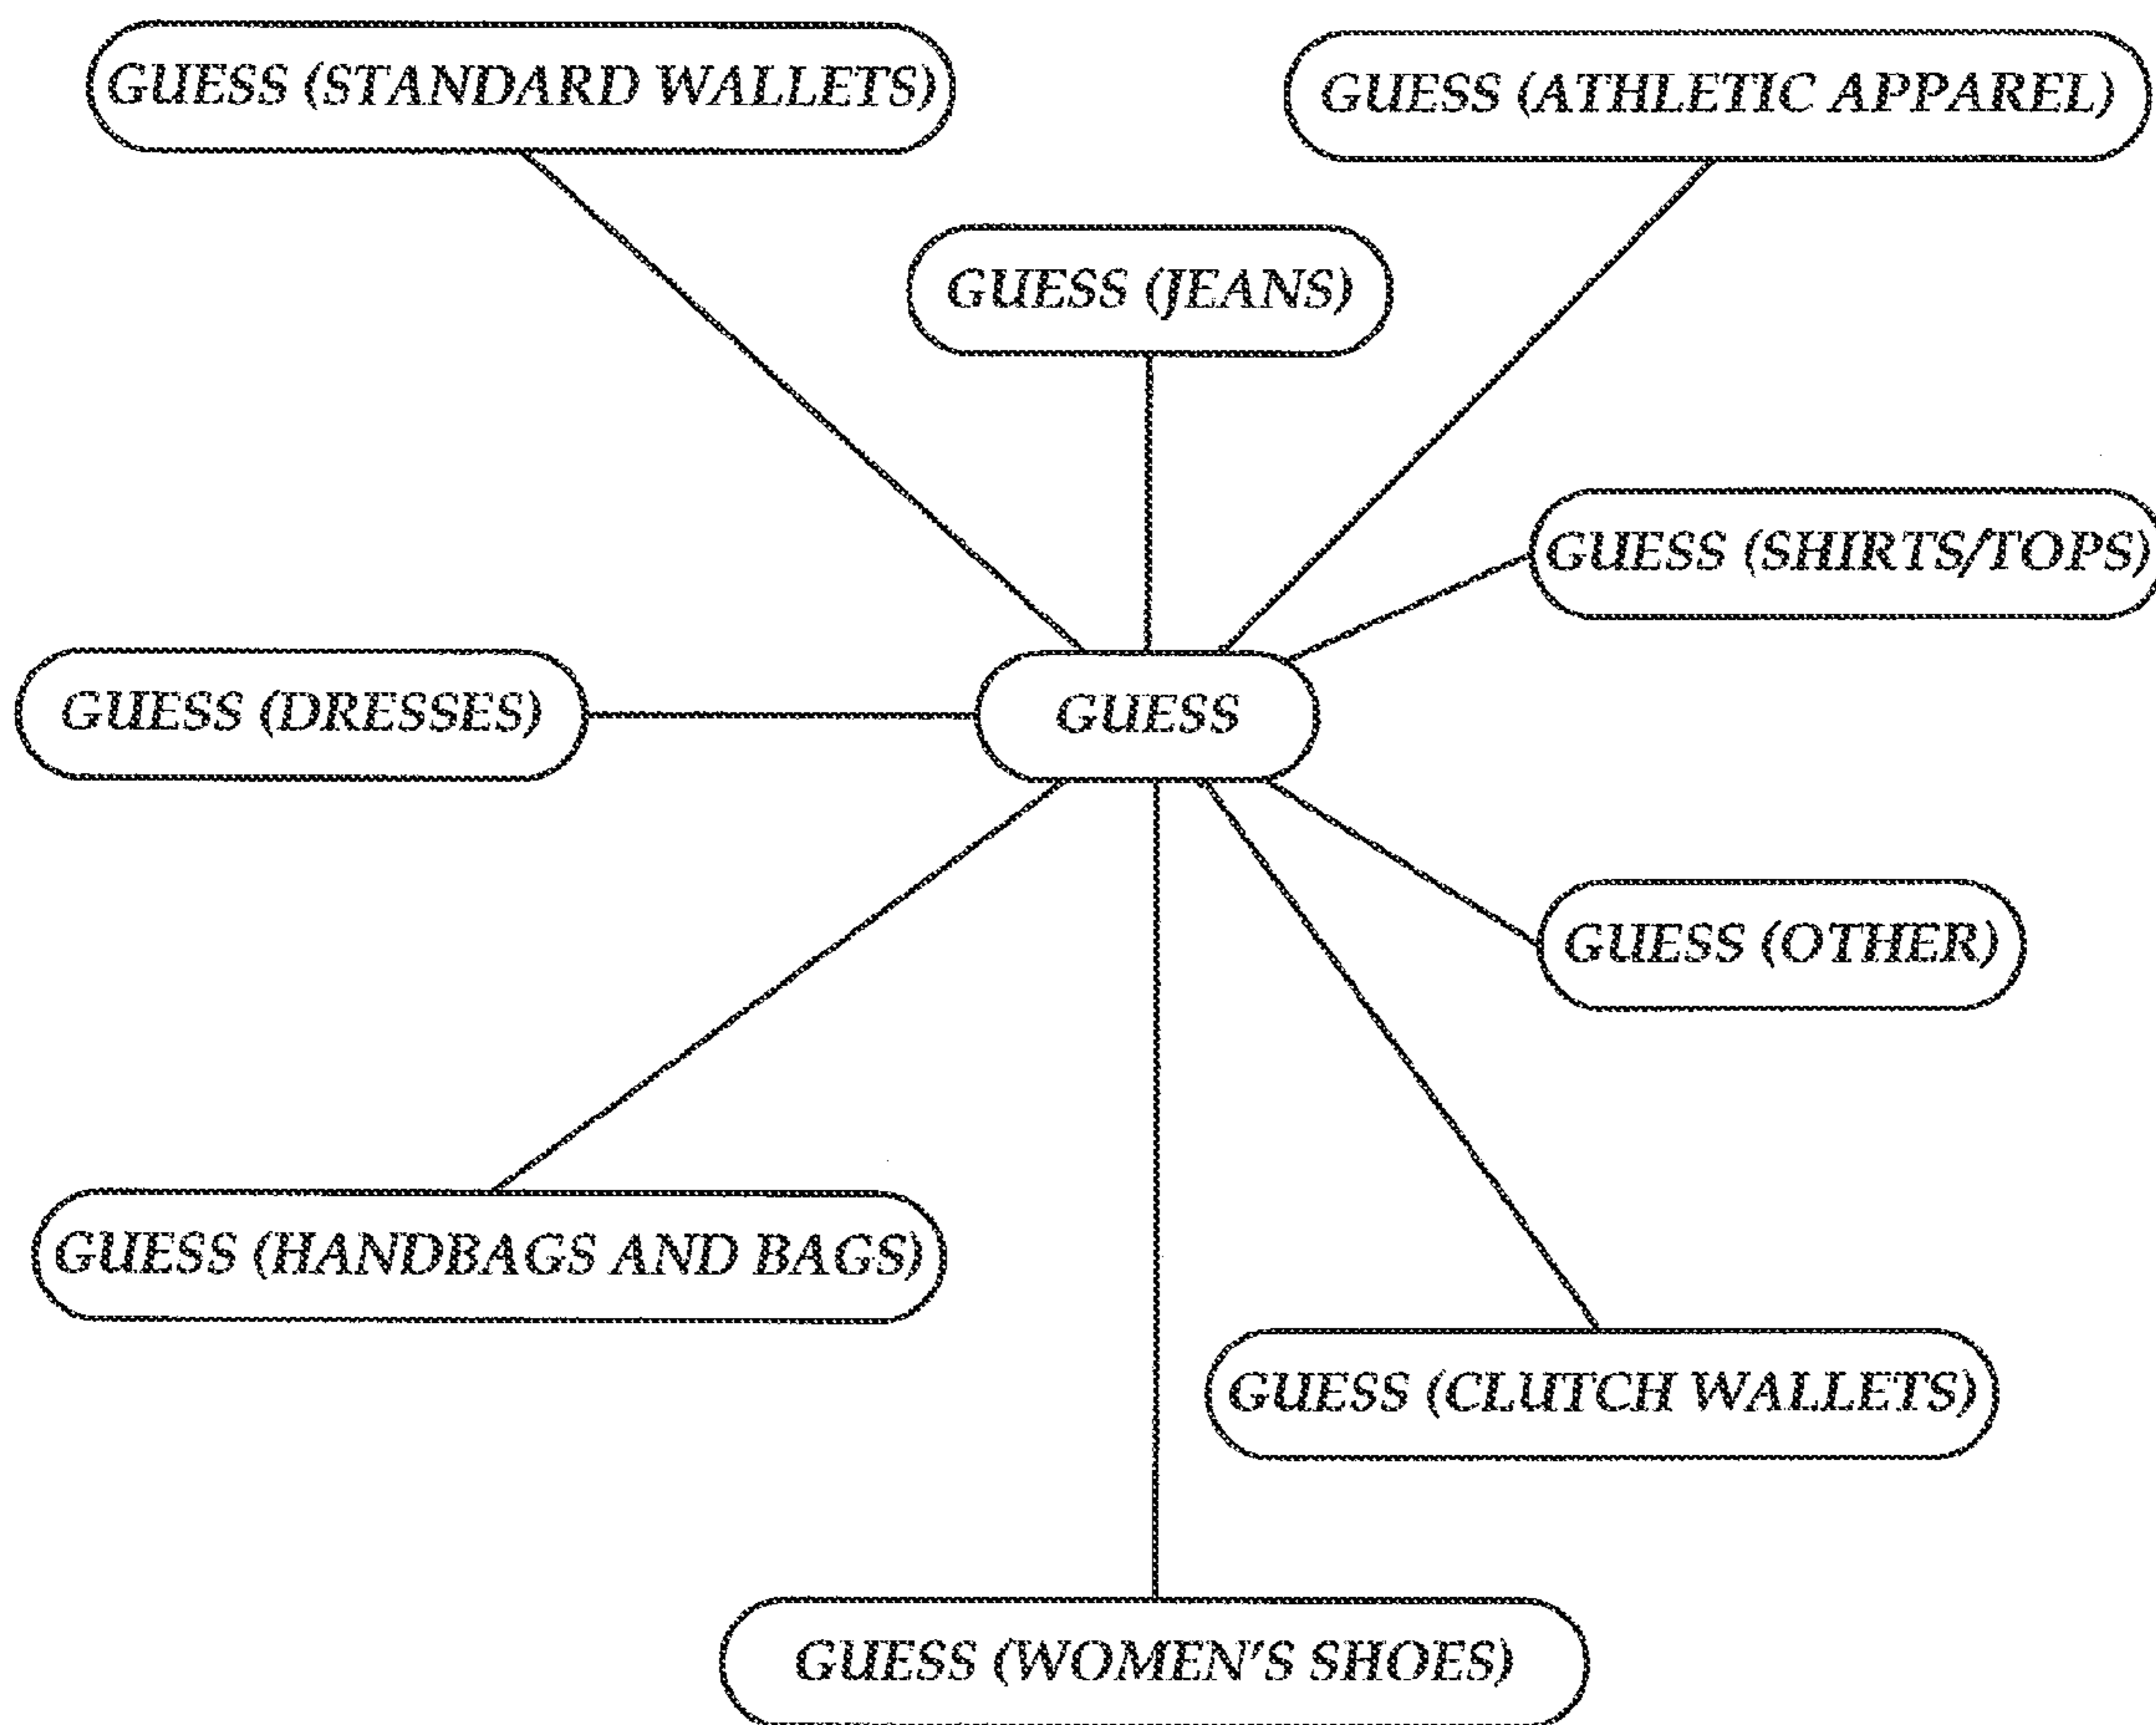 GUESS (STANDARD WALLETS)
GUESS (ATHLETIC APPAREL)
GUESS (JEANS)
GUESS (SHIRTS/TOPS)
GUESS (DRESSES)
GUESS
GUESS (OTHER)
GUESS (HANDBAGS AND BAGS)
GUESS (CLUTCH WALLETS)
GUESS (WOMEN'S SHOES)